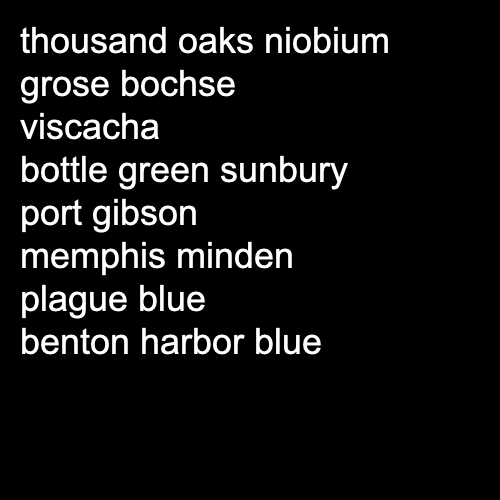 thousand oaks niobium
grose bochse
viscacha
bottle green sunbury
port gibson
memphis minden
plague blue
benton harbor blue